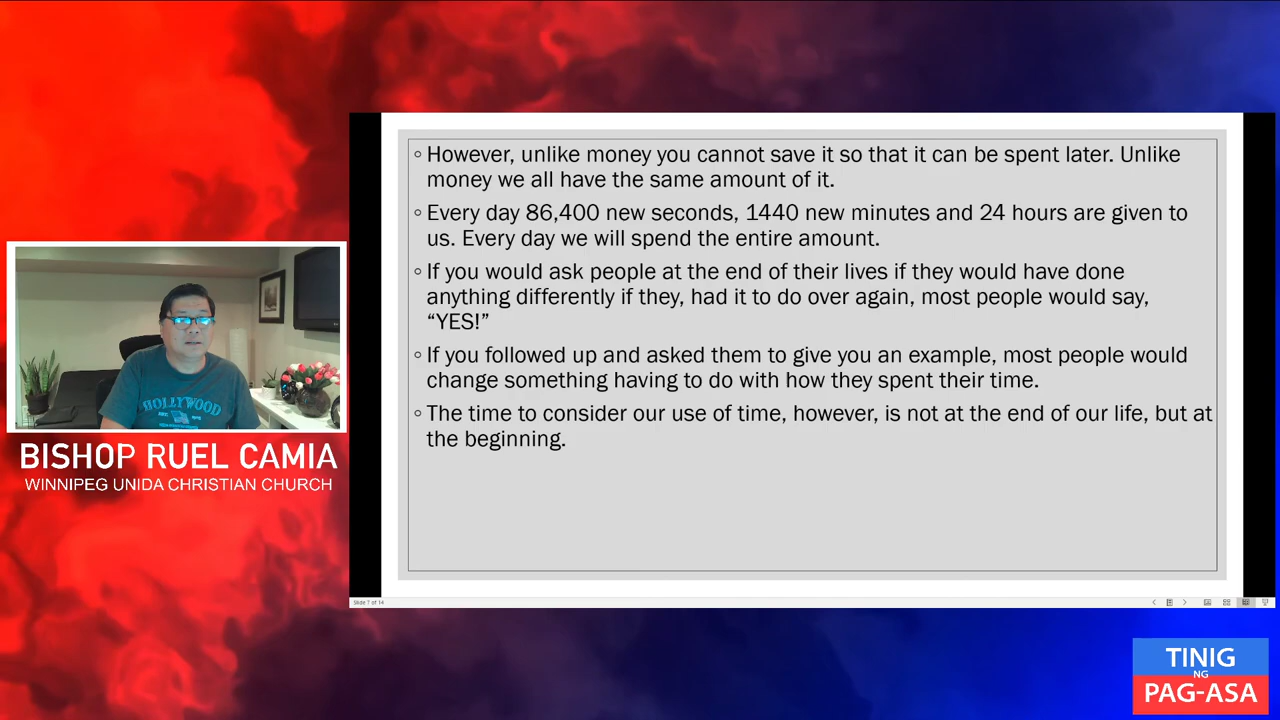 ◦ However, unlike money you cannot save it so that it can be spent later. Unlike
money we all have the same amount of it.
◦ Every day 86,400 new seconds, 1440 new minutes and 24 hours are given to
us. Every day we will spend the entire amount.
◦ If you would ask people at the end of their lives if they would have done
anything differently if they, had it to do over again, most people would say,
“YES!”
◦ If you followed up and asked them to give you an example, most people would
change something having to do with how they spent their time.
◦ The time to consider our use of time, however, is not at the end of our life, but at
the beginning.
HOLLYWOOD
BISHOP RUEL CAMIA
WINNIPEG UNIDA CHRISTIAN CHURCH
Slide 7 of 14
TINIG
NG
PAG-ASA